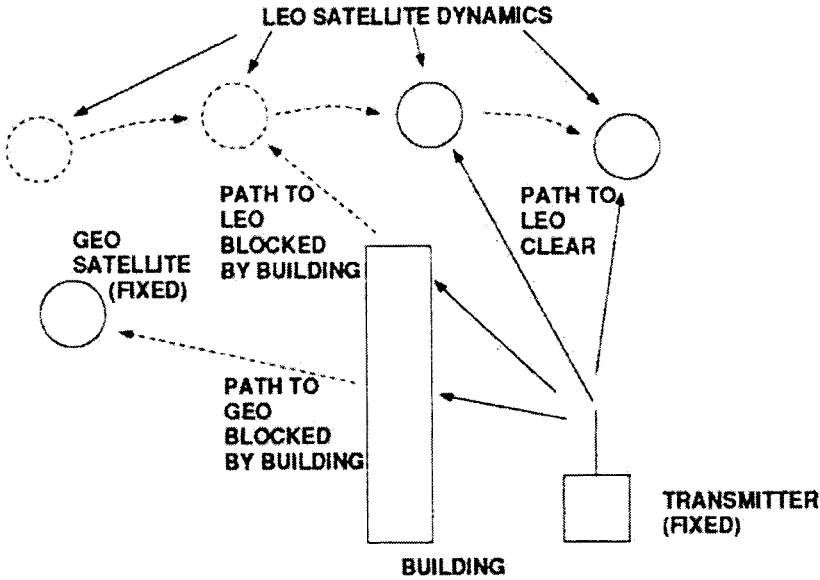 LEO SATELLITE DYNAMICS
PATH TO
LEO
BLOCKED
BY BUILDING
PATH TO
LEO
CLEAR
GEO
SATELLITE
(FIXED)
PATH TO
GEO
BLOCKED
BY BUILDING
TRANSMITTER
(FIXED)
BUILDING